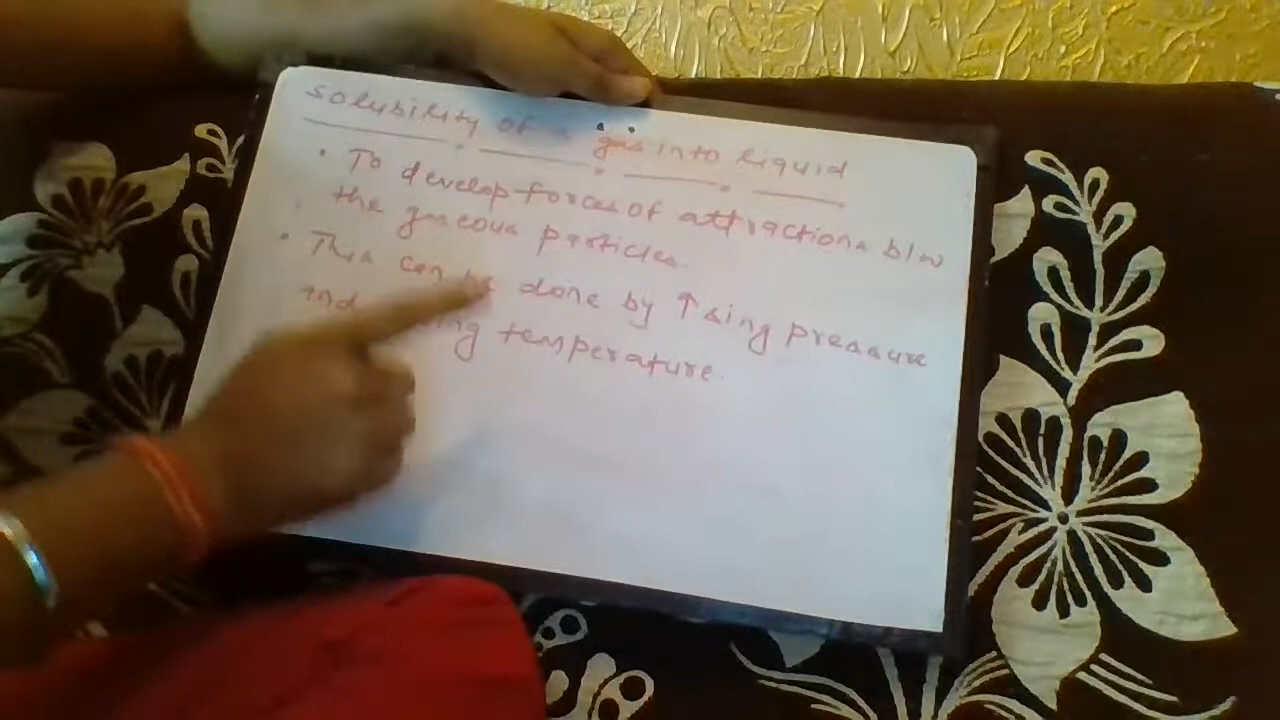 solubility of a gas into liquid
• To develop forces of attractions b/w
the gaseous particles.
• This can be done by ↑sing pressure
and sing temperature.